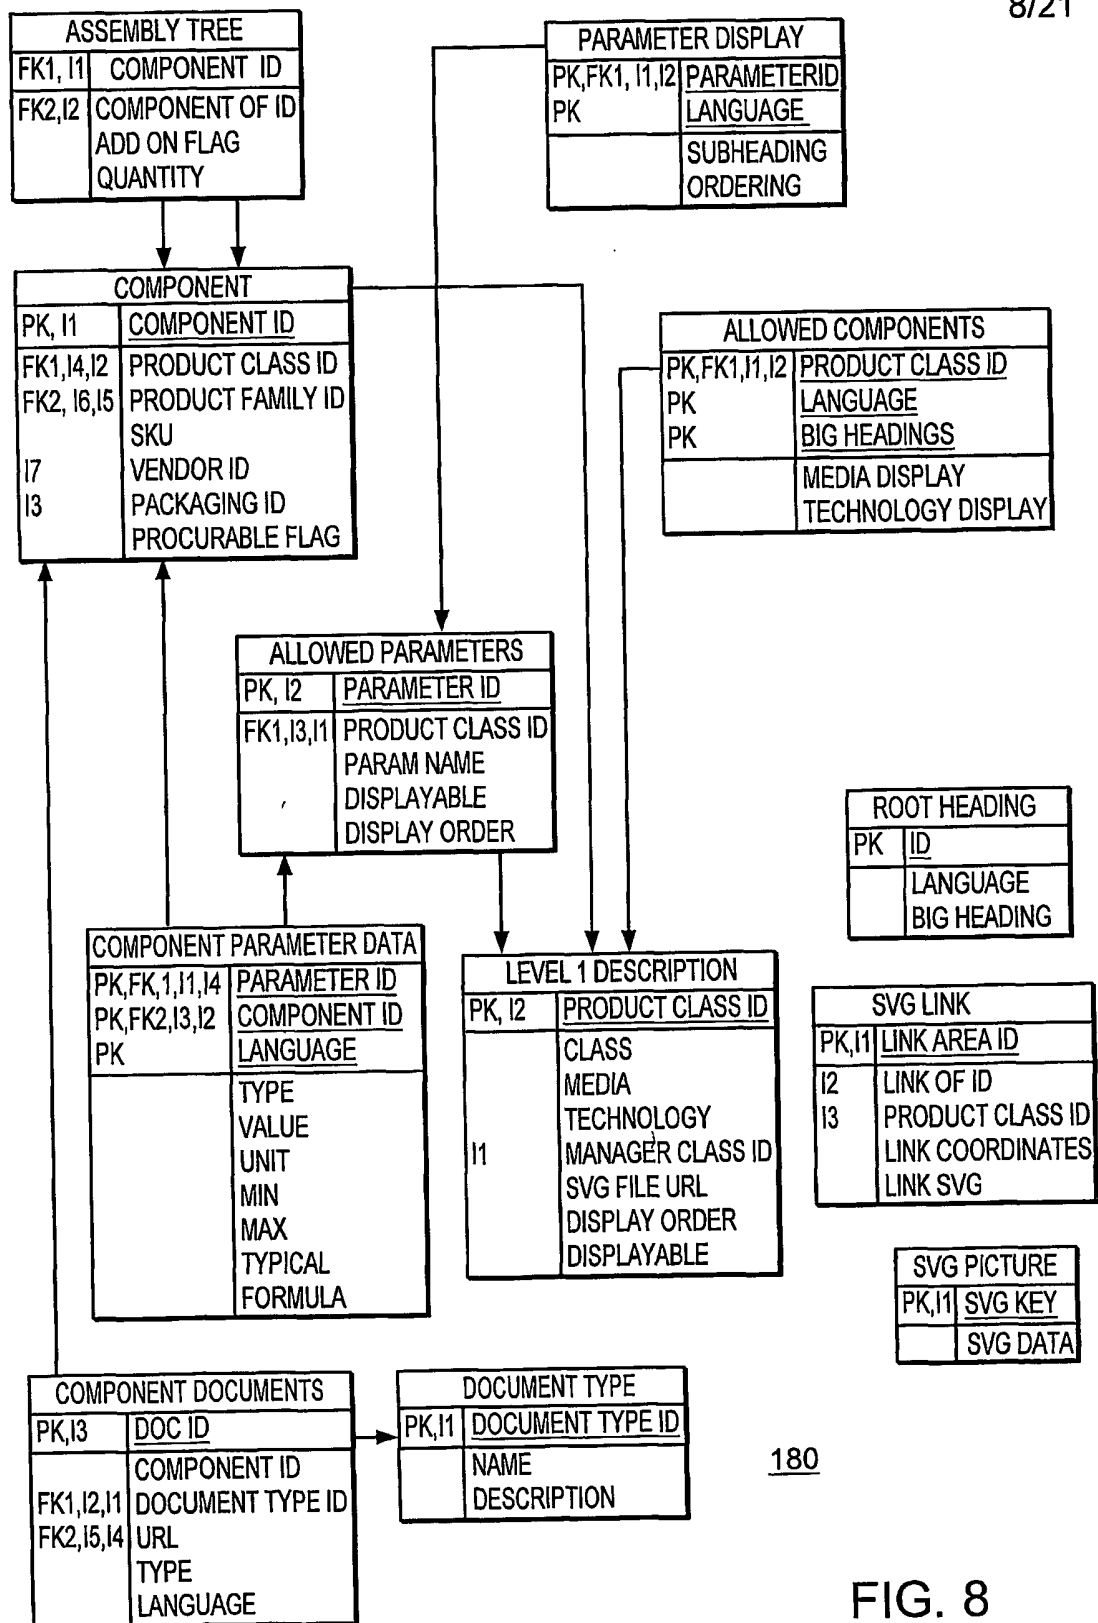 8/21
ASSEMBLY TREE
FK1, I1 COMPONENT ID
FK2,I2 COMPONENT OF ID
ADD ON FLAG
QUANTITY
PARAMETER DISPLAY
PK,FK1, I1,I2 PARAMETERID
PK LANGUAGE
SUBHEADING
ORDERING
COMPONENT
PK, I1 COMPONENT ID
FK1,I4,I2 PRODUCT CLASS ID
FK2, I6,I5 PRODUCT FAMILY ID
SKU
I7 VENDOR ID
I3 PACKAGING ID
PROCURABLE FLAG
ALLOWED COMPONENTS
PK,FK1,I1,I2 PRODUCT CLASS ID
PK LANGUAGE
PK BIG HEADINGS
MEDIA DISPLAY
TECHNOLOGY DISPLAY
ALLOWED PARAMETERS
PK, I2 PARAMETER ID
FK1,I3,I1 PRODUCT CLASS ID
PARAM NAME
DISPLAYABLE
DISPLAY ORDER
ROOT HEADING
PK ID
LANGUAGE
BIG HEADING
COMPONENT PARAMETER DATA
PK,FK,1,I1,I4 PARAMETER ID
PK,FK2,I3,I2 COMPONENT ID
PK LANGUAGE
TYPE
VALUE
UNIT
MIN
MAX
TYPICAL
FORMULA
LEVEL 1 DESCRIPTION
PK, I2 PRODUCT CLASS ID
CLASS
MEDIA
TECHNOLOGY
I1 MANAGER CLASS ID
SVG FILE URL
DISPLAY ORDER
DISPLAYABLE
SVG LINK
PK,I1 LINK AREA ID
I2 LINK OF ID
I3 PRODUCT CLASS ID
LINK COORDINATES
LINK SVG
SVG PICTURE
PK,I1 SVG KEY
SVG DATA
COMPONENT DOCUMENTS
PK,I3 DOC ID
COMPONENT ID
FK1,I2,I1 DOCUMENT TYPE ID
FK2,I5,I4 URL
TYPE
LANGUAGE
DOCUMENT TYPE
PK,I1 DOCUMENT TYPE ID
NAME
DESCRIPTION
180
FIG. 8